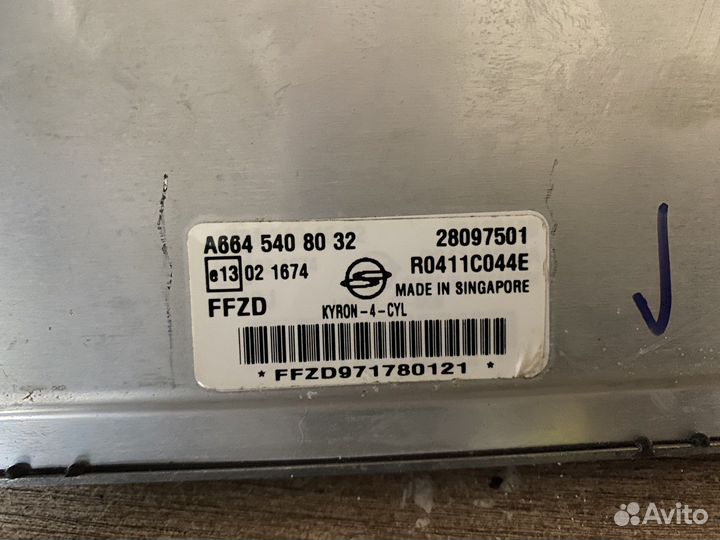 A664 540 80 32 28097501
e13 02 1674 R0411C044E
MADE IN SINGAPORE
FFZD KYRON-4-CYL
* FFZD971780121 *
Avito